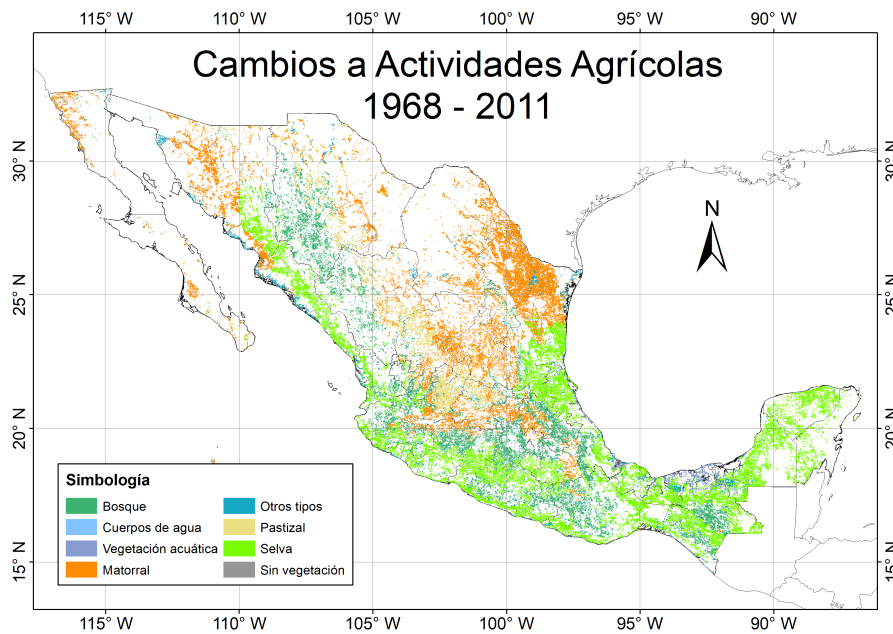 115° W 110° W 105° W 100° W 95° W 90° W
Cambios a Actividades Agrícolas
1968 - 2011
30° N 30° N
N
25° N 25° N
20° N 20° N
Simbología
Bosque Otros tipos
Cuerpos de agua Pastizal
Vegetación acuática Selva
Matorral Sin vegetación
15° N 15° N
115° W 110° W 105° W 100° W 95° W 90° W